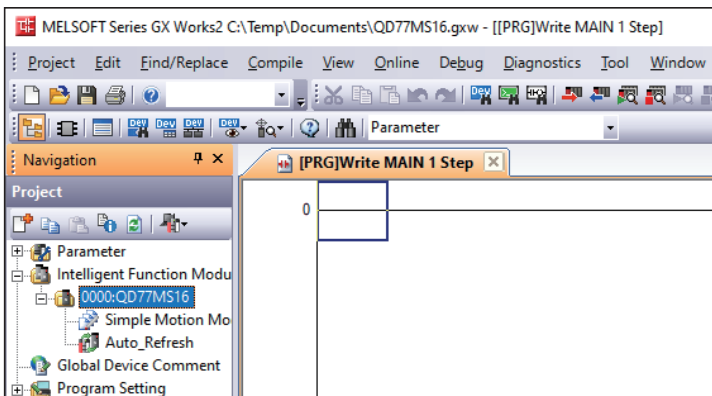 MELSOFT Series GX Works2 C:\Temp\Documents\QD77MS16.gxw - [[PRG]Write MAIN 1 Step]
Project Edit Find/Replace Compile View Online Debug Diagnostics Tool Window
Parameter
Navigation
[PRG]Write MAIN 1 Step
Project
0
Parameter
Intelligent Function Modu
0000:QD77MS16
Simple Motion Mo
Auto_Refresh
Global Device Comment
Program Setting